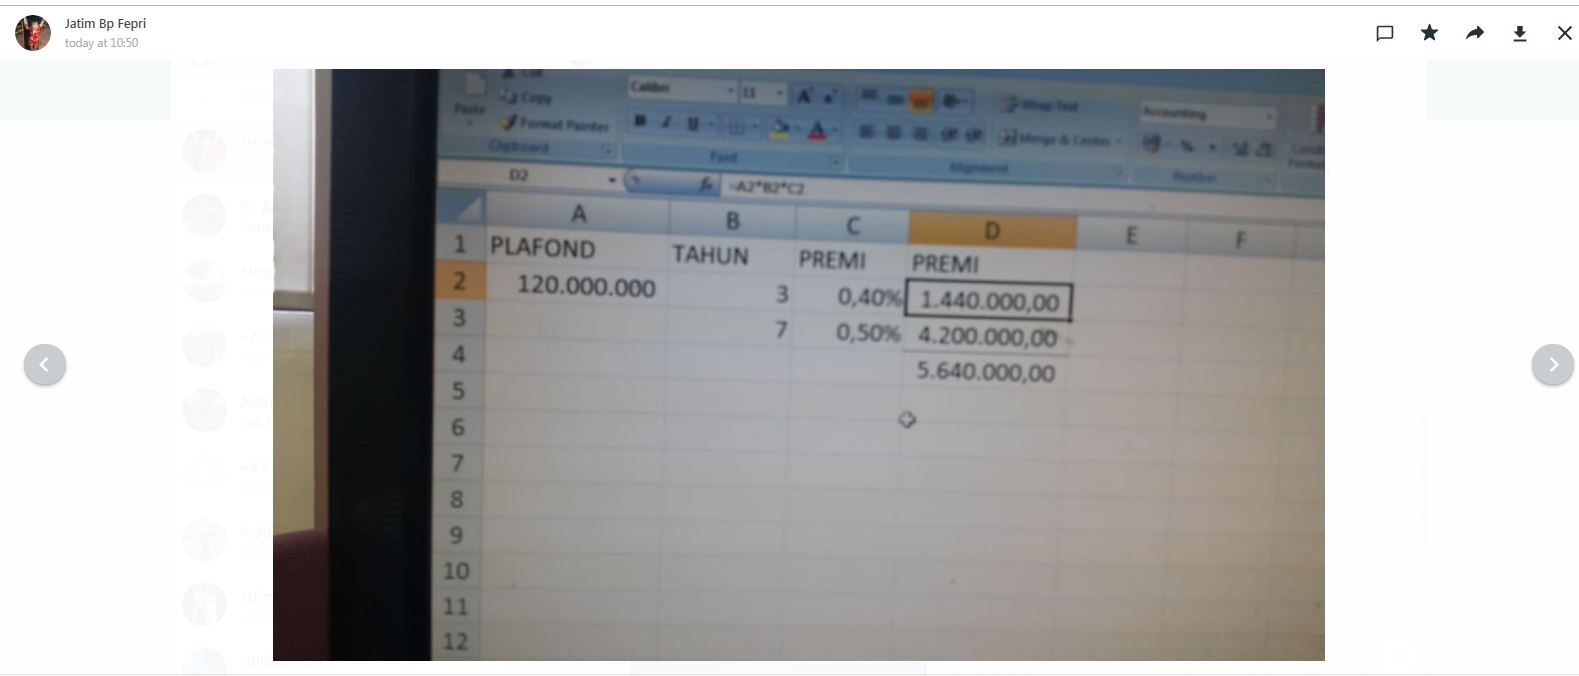 Jatim Bp Fepri
today at 10:50
Cut
Calibri 11
Copy
Wrap Text
Accounting
Paste
Format Painter
B I U
Merge & Center
%
Clipboard
Font
Alignment
Number
D2 fx =A2*B2*C2
A B C D E F
1 PLAFOND TAHUN PREMI PREMI
2 120.000.000 3 0,40% 1.440.000,00
3 7 0,50% 4.200.000,00
4 5.640.000,00
5
6
7
8
9
10
11
12